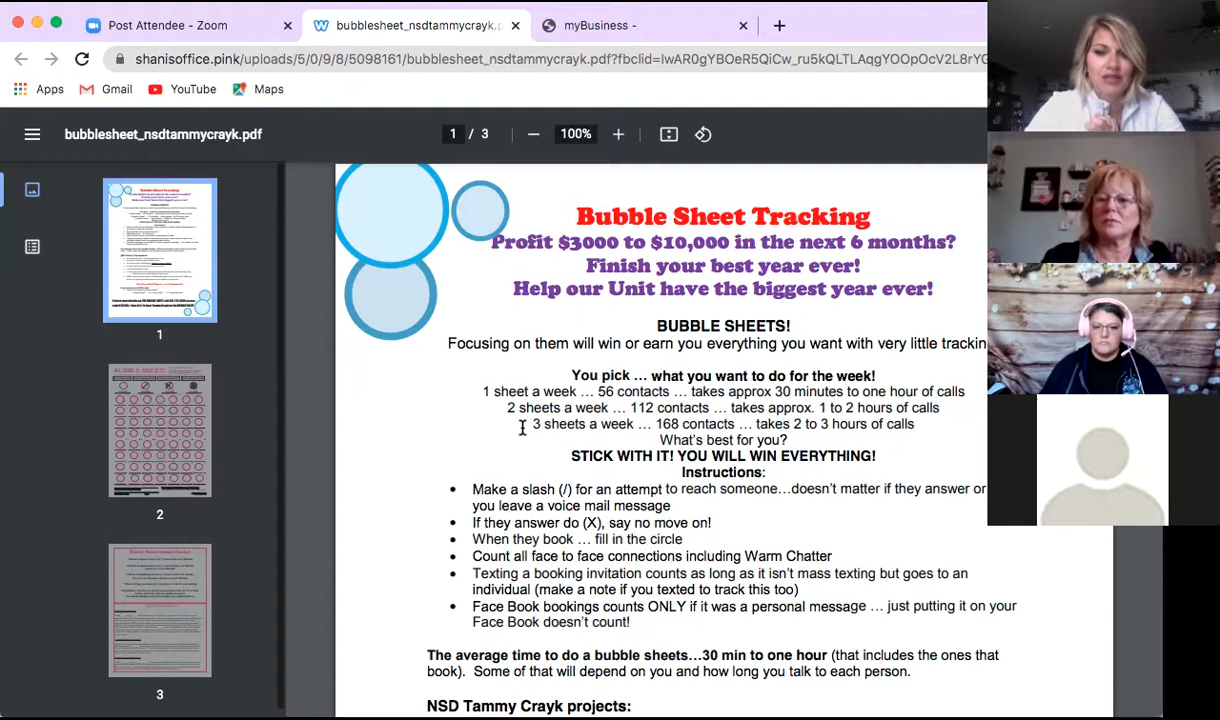 Post Attendee - Zoom
bubblesheet_nsdtammycrayk.p
myBusiness -
shanisoffice.pink/uploads/5/0/9/8/5098161/bubblesheet_nsdtammycrayk.pdf?fbclid=IwAR0gYBOeR5QiCw_ru5kQLTLAqgYOOpOcV2L8rYG
Apps
Gmail
YouTube
Maps
bubblesheet_nsdtammycrayk.pdf
1 / 3
100%
1
2
3
Bubble Sheet Tracking
Profit $3000 to $10,000 in the next 6 months?
Finish your best year ever!
Help our Unit have the biggest year ever!
BUBBLE SHEETS!
Focusing on them will win or earn you everything you want with very little trackin
You pick … what you want to do for the week!
1 sheet a week … 56 contacts … takes approx 30 minutes to one hour of calls
2 sheets a week … 112 contacts … takes approx. 1 to 2 hours of calls
3 sheets a week … 168 contacts … takes 2 to 3 hours of calls
What's best for you?
STICK WITH IT! YOU WILL WIN EVERYTHING!
Instructions:
• Make a slash (/) for an attempt to reach someone…doesn't matter if they answer or
you leave a voice mail message
• If they answer do (X), say no move on!
• When they book … fill in the circle
• Count all face to face connections including Warm Chatter
• Texting a booking invitation counts as long as it isn't mass texting but goes to an
individual (make a note if you texted to track this too)
• Face Book bookings counts ONLY if it was a personal message … just putting it on your
Face Book doesn't count!
The average time to do a bubble sheets…30 min to one hour (that includes the ones that
book). Some of that will depend on you and how long you talk to each person.
NSD Tammy Crayk projects: